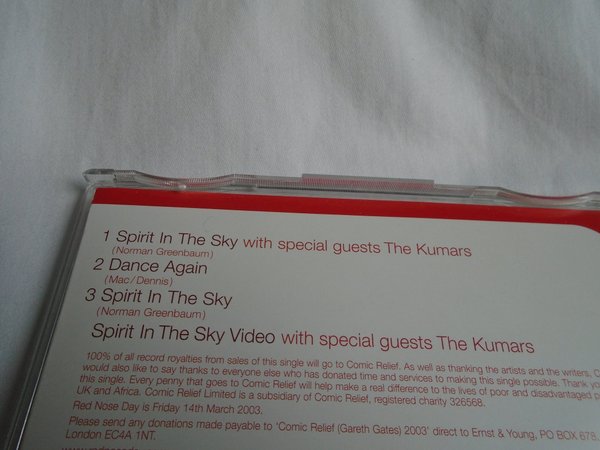 1 Spirit In The Sky with special guests The Kumars
(Norman Greenbaum)
2 Dance Again
(Mac/Dennis)
3 Spirit In The Sky
(Norman Greenbaum)
Spirit In The Sky Video with special guests The Kumars
100% of all record royalties from sales of this single will go to Comic Relief. As well as thanking the artists and the writers, C
would also like to say thanks to everyone else who has donated time and services to making this single possible. Thank you
this single. Every penny that goes to Comic Relief will help make a real difference to the lives of poor and disadvantaged p
UK and Africa. Comic Relief Limited is a subsidiary of Comic Relief, registered charity 326568.
Red Nose Day is Friday 14th March 2003.
Please send any donations made payable to 'Comic Relief (Gareth Gates) 2003' direct to Ernst & Young, PO BOX 678,
London EC4A 1NT.